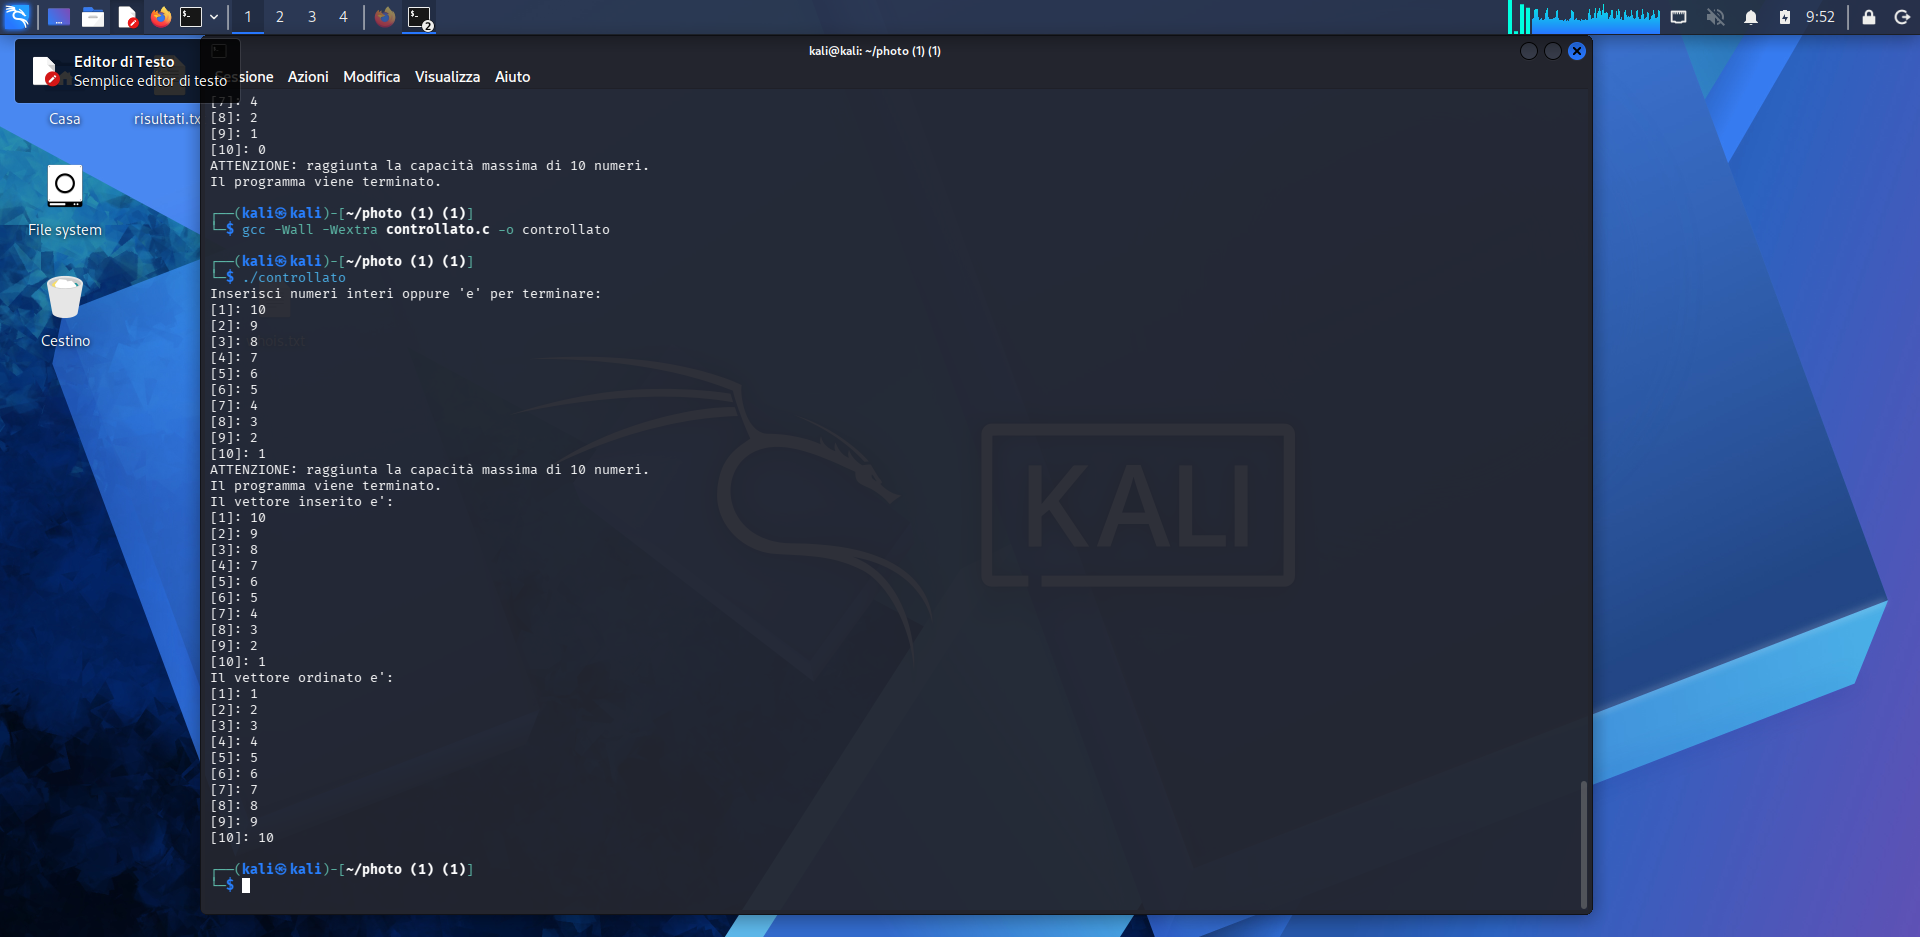 1 2 3 4 2 9:52
kali@kali: ~/photo (1) (1)
Editor di Testo
Semplice editor di testo
Sessione Azioni Modifica Visualizza Aiuto
Casa
risultati.tx
File system
Cestino
[7]: 4
[8]: 2
[9]: 1
[10]: 0
ATTENZIONE: raggiunta la capacità massima di 10 numeri.
Il programma viene terminato.
┌──(kali㉿kali)-[~/photo (1) (1)]
└─$ gcc -Wall -Wextra controllato.c -o controllato
┌──(kali㉿kali)-[~/photo (1) (1)]
└─$ ./controllato
Inserisci numeri interi oppure 'e' per terminare:
[1]: 10
[2]: 9
[3]: 8
[4]: 7
[5]: 6
[6]: 5
[7]: 4
[8]: 3
[9]: 2
[10]: 1
ATTENZIONE: raggiunta la capacità massima di 10 numeri.
Il programma viene terminato.
Il vettore inserito e':
[1]: 10
[2]: 9
[3]: 8
[4]: 7
[5]: 6
[6]: 5
[7]: 4
[8]: 3
[9]: 2
[10]: 1
Il vettore ordinato e':
[1]: 1
[2]: 2
[3]: 3
[4]: 4
[5]: 5
[6]: 6
[7]: 7
[8]: 8
[9]: 9
[10]: 10
┌──(kali㉿kali)-[~/photo (1) (1)]
└─$
KALI